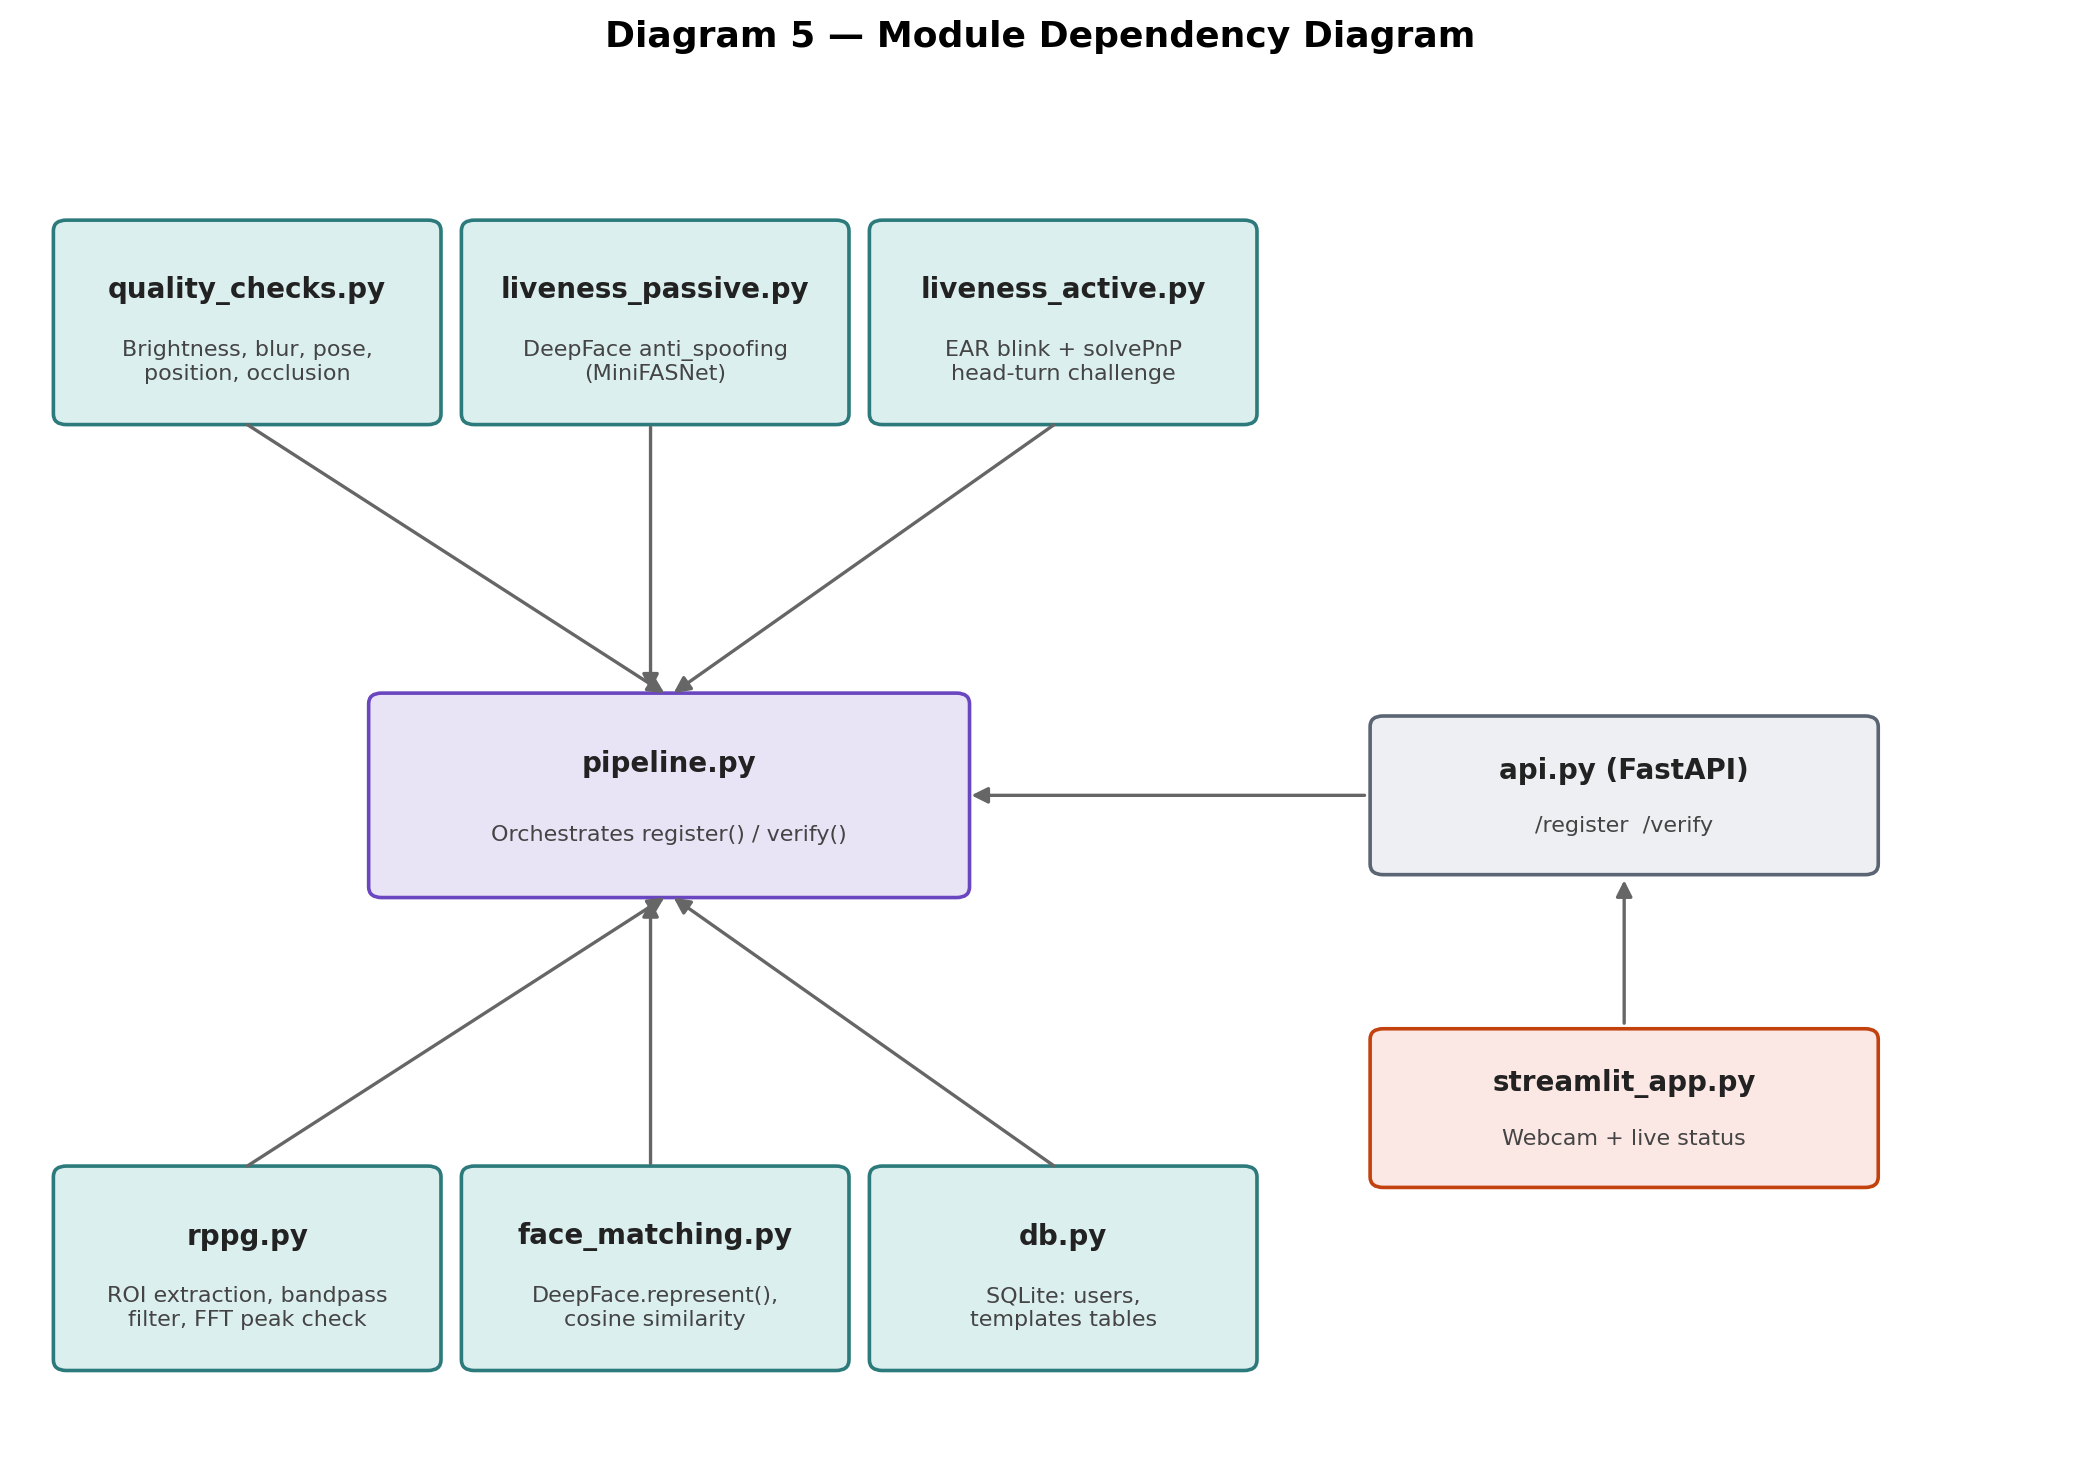 Diagram 5 — Module Dependency Diagram
quality_checks.py
Brightness, blur, pose,
position, occlusion
liveness_passive.py
DeepFace anti_spoofing
(MiniFASNet)
liveness_active.py
EAR blink + solvePnP
head-turn challenge
pipeline.py
Orchestrates register() / verify()
api.py (FastAPI)
/register  /verify
streamlit_app.py
Webcam + live status
rppg.py
ROI extraction, bandpass
filter, FFT peak check
face_matching.py
DeepFace.represent(),
cosine similarity
db.py
SQLite: users,
templates tables